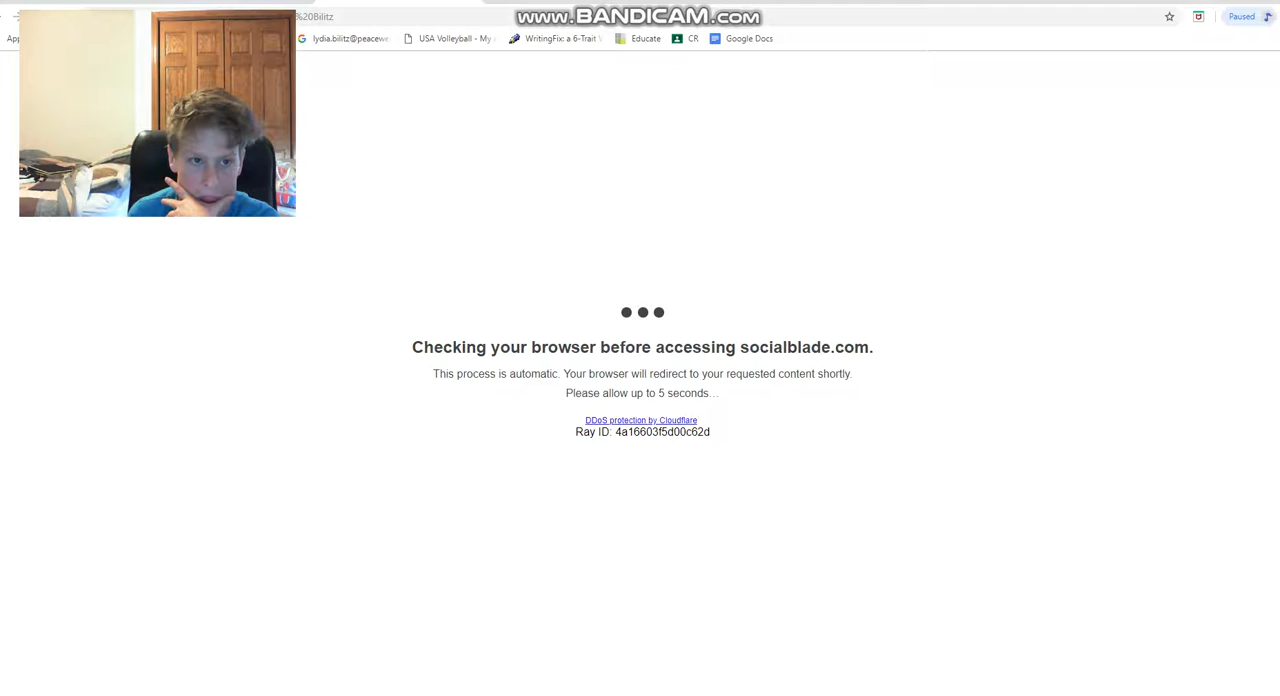 %20Bilitz
www.BANDICAM.com
Paused
App
lydia.bilitz@peacewe
USA Volleyball - My
WritingFix: a 6-Trait
Educate
CR
Google Docs
Checking your browser before accessing socialblade.com.
This process is automatic. Your browser will redirect to your requested content shortly.
Please allow up to 5 seconds…
DDoS protection by Cloudflare
Ray ID: 4a16603f5d00c62d